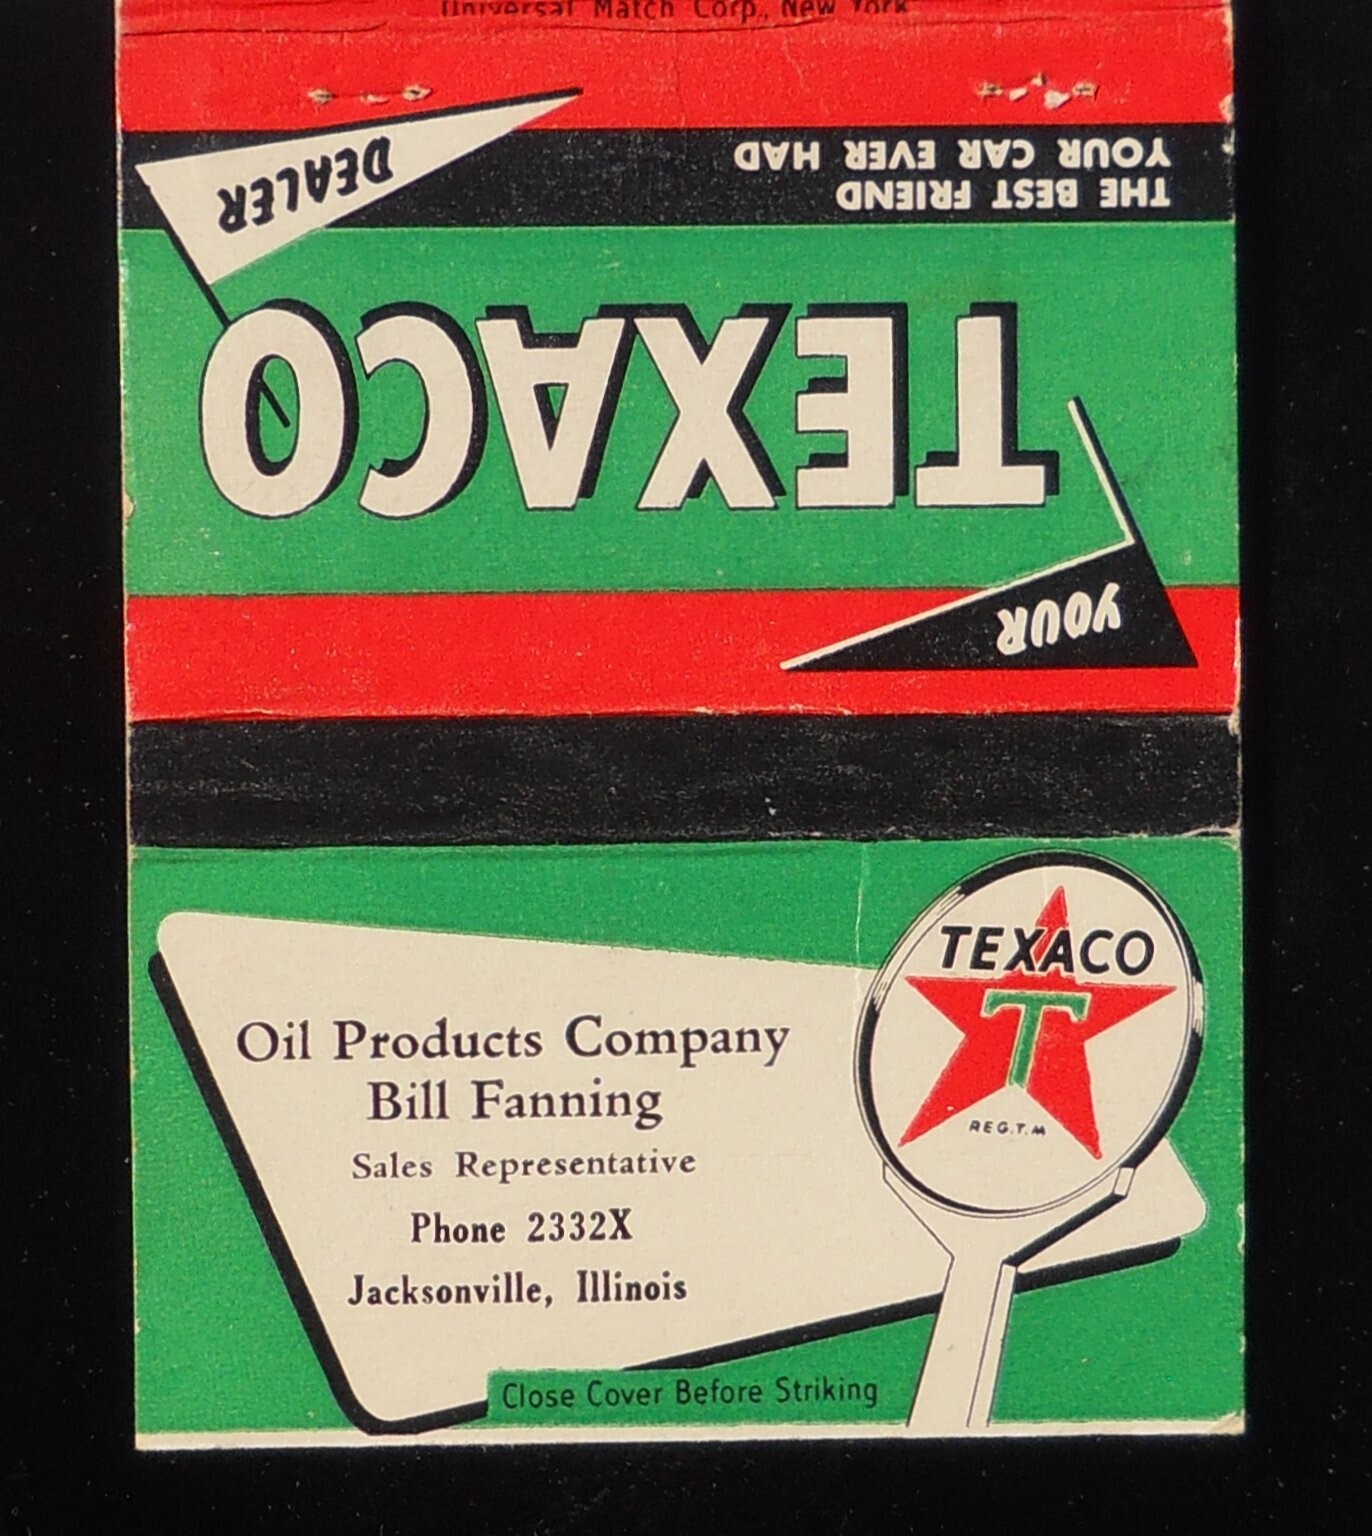 Universal Match Corp., New York
YOUR
TEXACO
DEALER
THE BEST FRIEND
YOUR CAR EVER HAD
TEXACO
T
REG. T. M
Oil Products Company
Bill Fanning
Sales Representative
Phone 2332X
Jacksonville, Illinois
Close Cover Before Striking